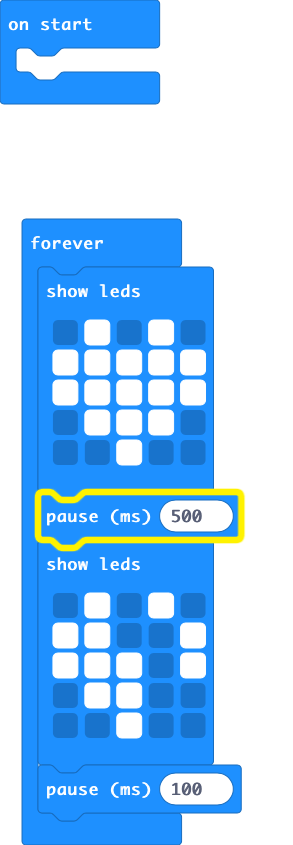 on start
forever
show leds
pause (ms) 500
show leds
pause (ms) 100